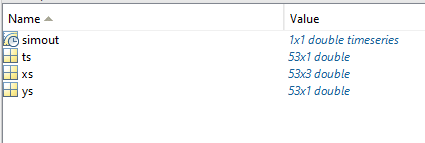 Name Value
simout 1x1 double timeseries
ts 53x1 double
xs 53x3 double
ys 53x1 double